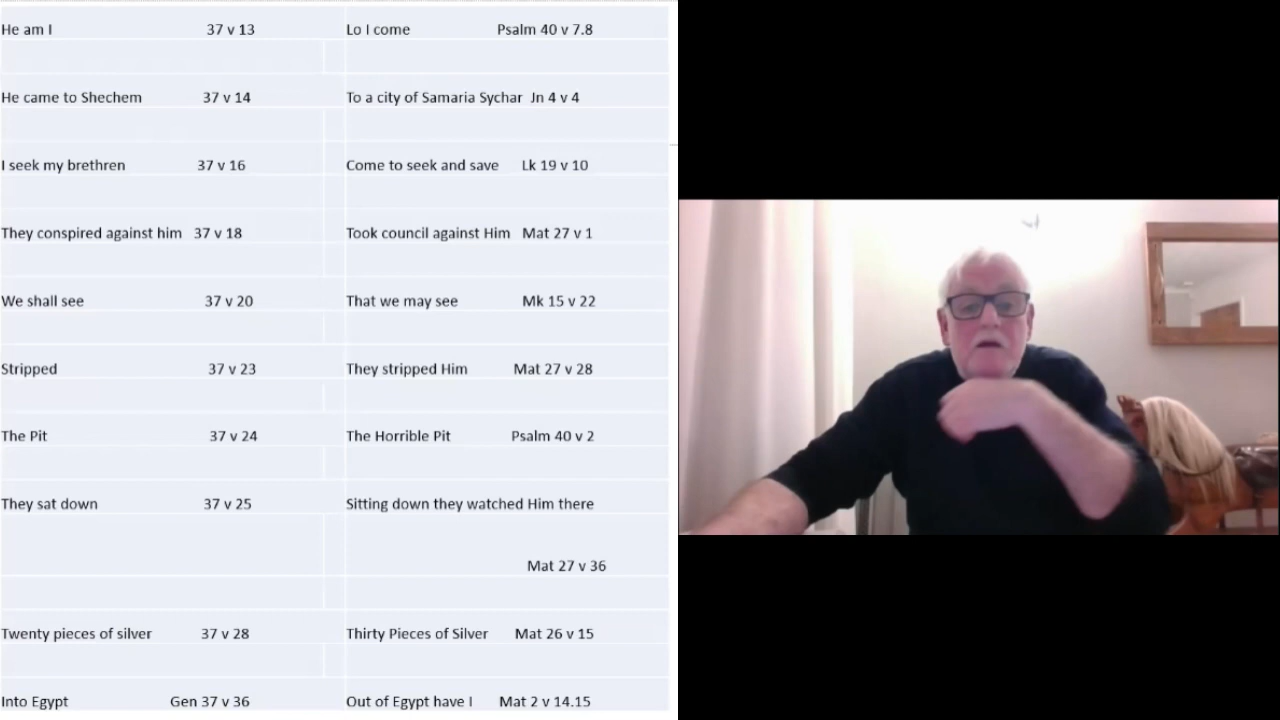 He am I 37 v 13 Lo I come Psalm 40 v 7.8
He came to Shechem 37 v 14 To a city of Samaria Sychar Jn 4 v 4
I seek my brethren 37 v 16 Come to seek and save Lk 19 v 10
They conspired against him 37 v 18 Took council against Him Mat 27 v 1
We shall see 37 v 20 That we may see Mk 15 v 22
Stripped 37 v 23 They stripped Him Mat 27 v 28
The Pit 37 v 24 The Horrible Pit Psalm 40 v 2
They sat down 37 v 25 Sitting down they watched Him there
Mat 27 v 36
Twenty pieces of silver 37 v 28 Thirty Pieces of Silver Mat 26 v 15
Into Egypt Gen 37 v 36 Out of Egypt have I Mat 2 v 14.15